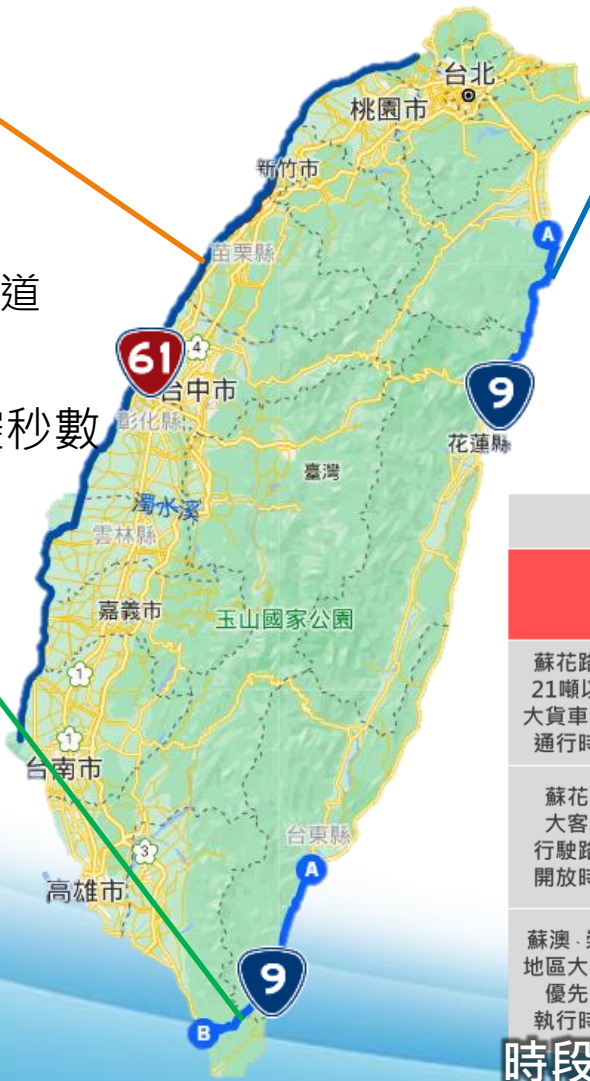 台北
桃園市
新竹市
A
苗栗縣
道
61
4
台中市
9
彰化縣
秒數
花蓮縣
臺灣
濁水溪
雲林縣
嘉義市
玉山國家公園
1
蘇花路
21噸以
大貨車
通行時
1
台南市
蘇花
大客
行駛路
開放時
台東縣
3
A
高雄市
蘇澳、
地區大
優先
執行時
9
B
時段